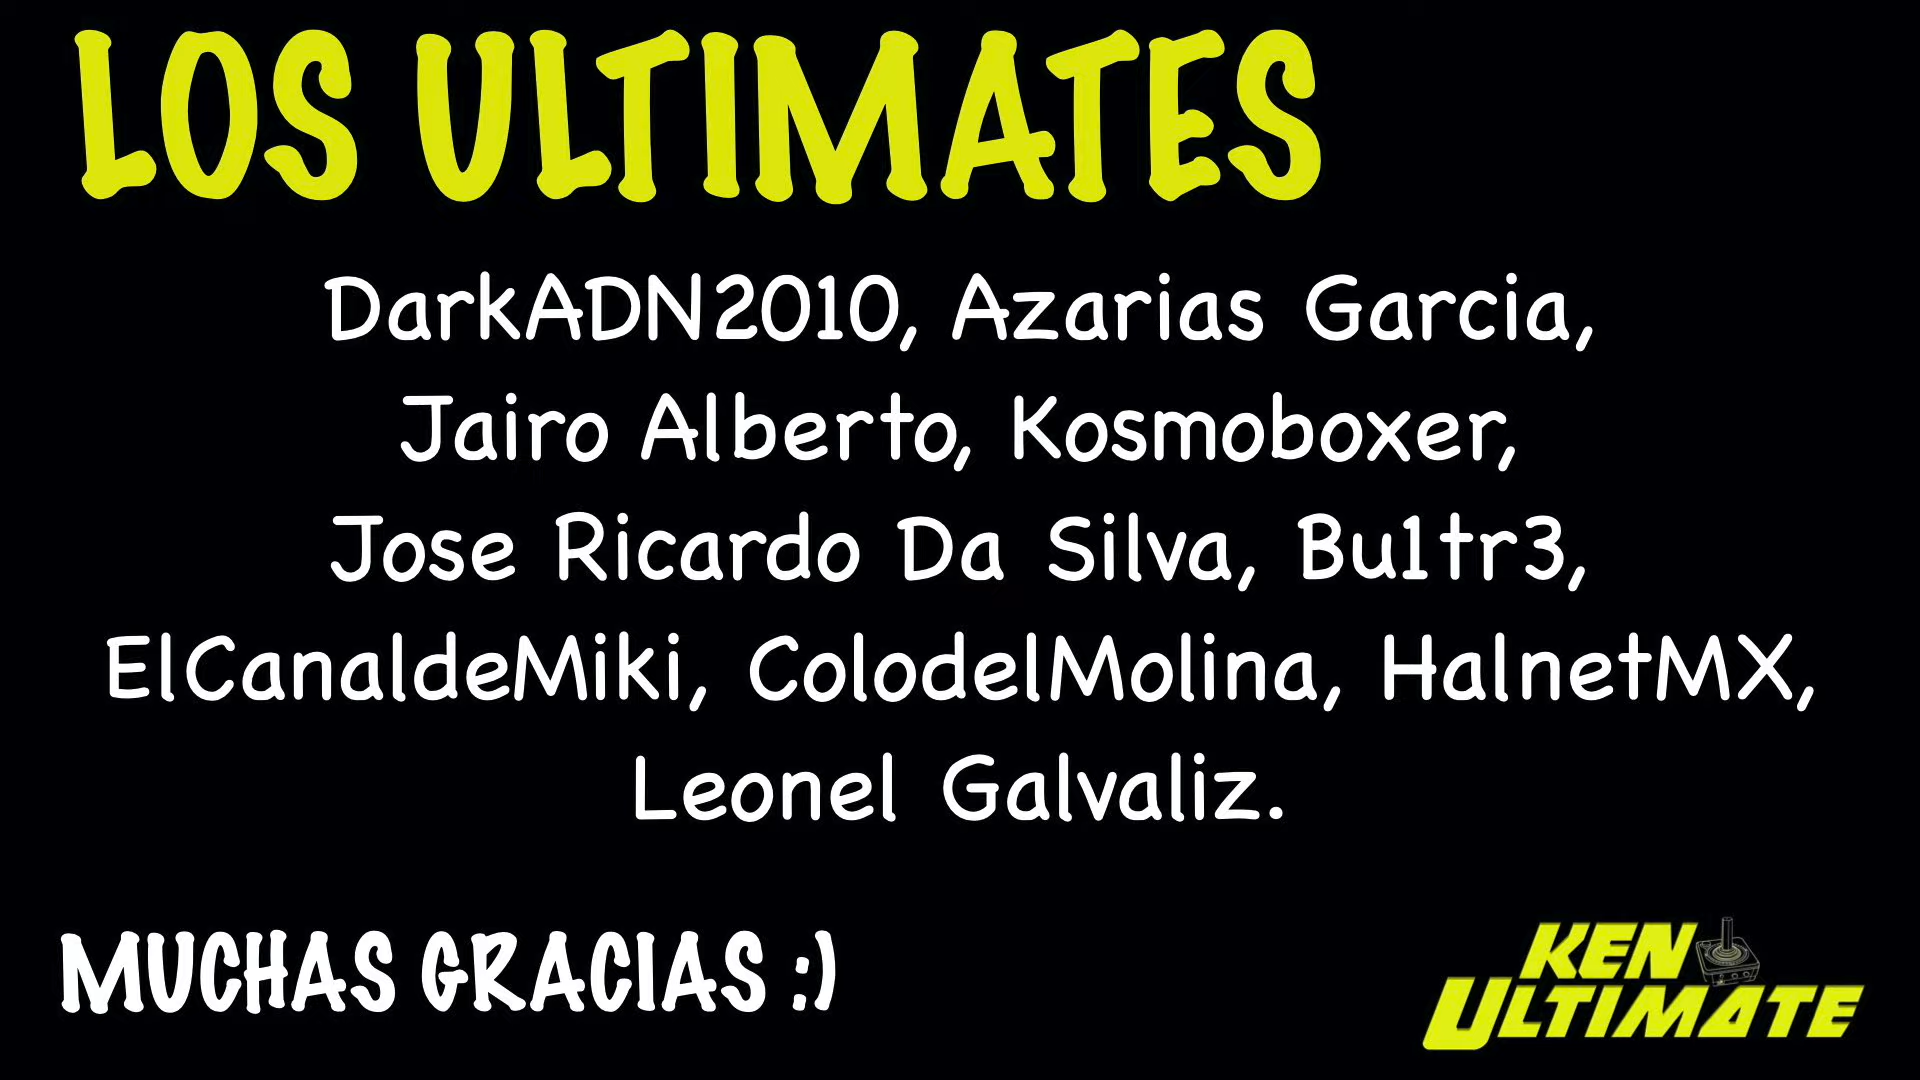 LOS ULTIMATES
DarkADN2010, Azarias Garcia,
Jairo Alberto, Kosmoboxer,
Jose Ricardo Da Silva, Bu1tr3,
ElCanaldeMiki, ColodelMolina, HalnetMX,
Leonel Galvaliz.
MUCHAS GRACIAS :)
KEN
ULTIMATE